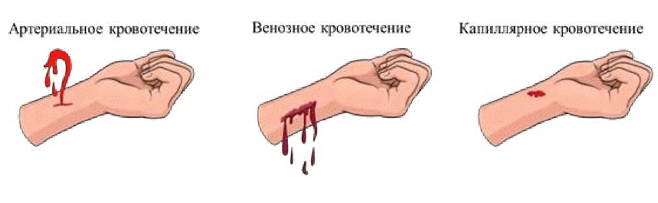 Артериальное кровотечение
Венозное кровотечение
Капиллярное кровотечение